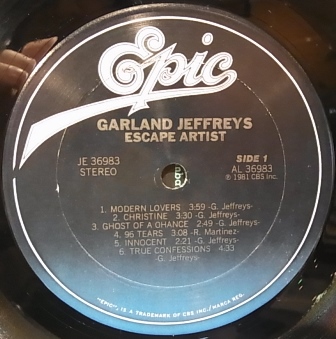 Epic
GARLAND JEFFREYS
ESCAPE ARTIST
JE 36983
STEREO
SIDE 1
AL 36983
℗ 1981 CBS Inc.
1. MODERN LOVERS 3:59 -G. Jeffreys-
2. CHRISTINE 3:30 -G. Jeffreys-
3. GHOST OF A CHANCE 2:49 -G. Jeffreys-
4. 96 TEARS 3:08 -R. Martinez-
5. INNOCENT 2:21 -G. Jeffreys-
6. TRUE CONFESSIONS 4:33
-G. Jeffreys-
"EPIC", IS A TRADEMARK OF CBS INC./MARCA REG.